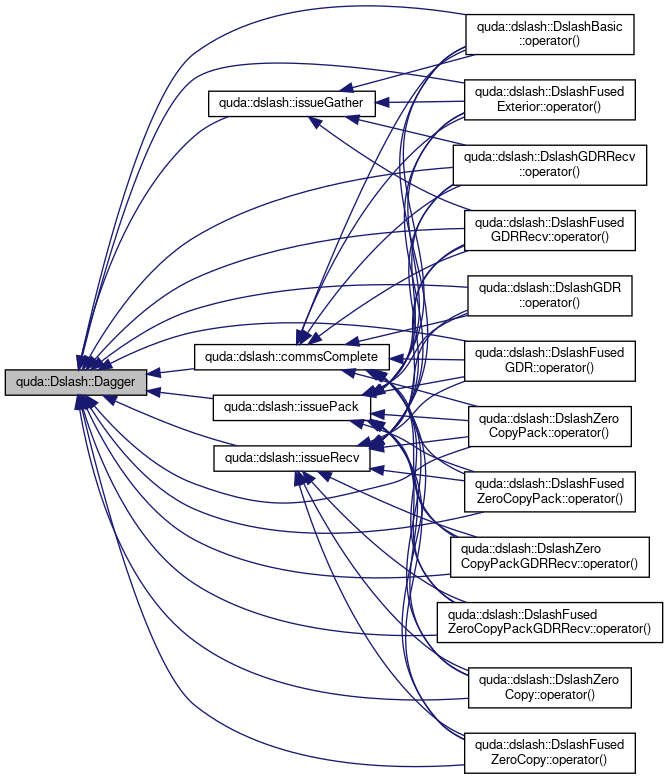 quda::Dslash::Dagger
quda::dslash::issueGather
quda::dslash::commsComplete
quda::dslash::issuePack
quda::dslash::issueRecv
quda::dslash::DslashBasic
::operator()
quda::dslash::DslashFused
Exterior::operator()
quda::dslash::DslashGDRRecv
::operator()
quda::dslash::DslashFused
GDRRecv::operator()
quda::dslash::DslashGDR
::operator()
quda::dslash::DslashFused
GDR::operator()
quda::dslash::DslashZero
CopyPack::operator()
quda::dslash::DslashFused
ZeroCopyPack::operator()
quda::dslash::DslashZero
CopyPackGDRRecv::operator()
quda::dslash::DslashFused
ZeroCopyPackGDRRecv::operator()
quda::dslash::DslashZero
Copy::operator()
quda::dslash::DslashFused
ZeroCopy::operator()